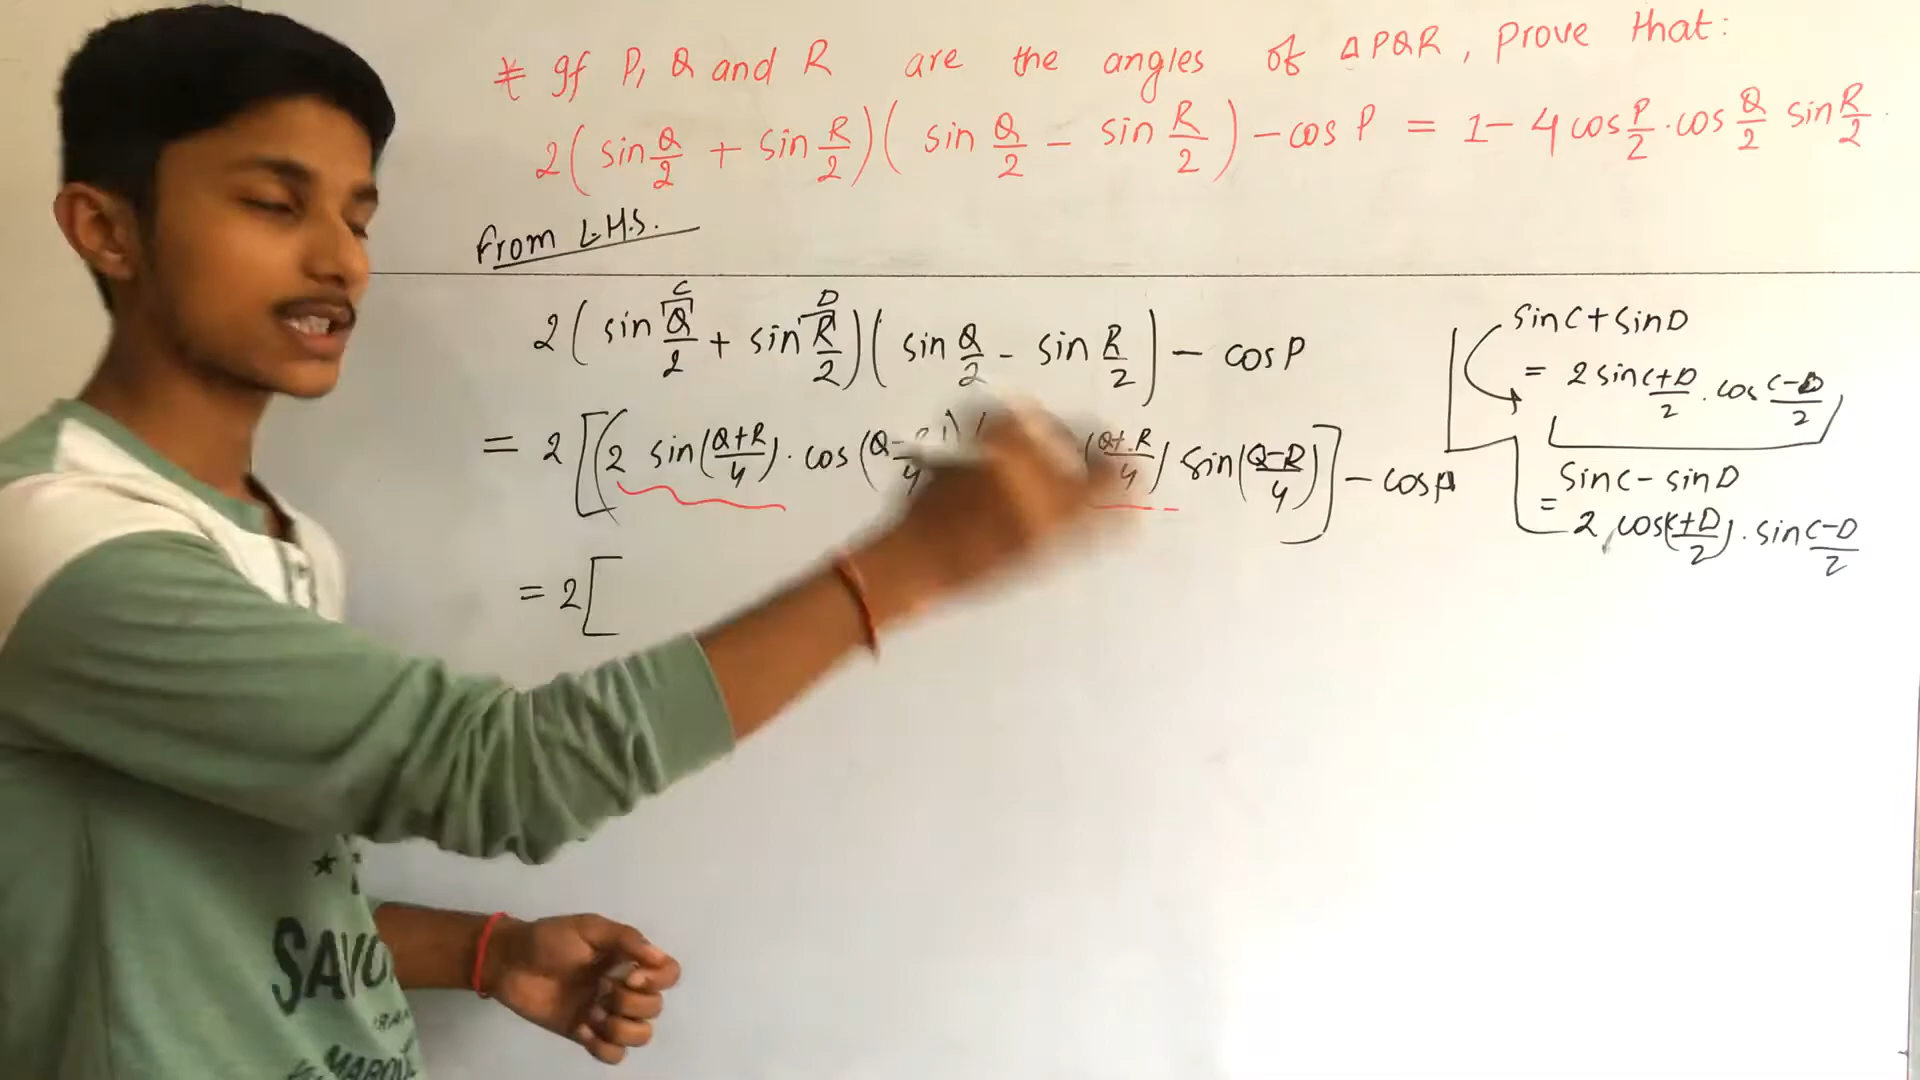 * If P, Q and R are the angles of ΔPQR, prove that:
2(sin Q/2 + sin R/2)(sin Q/2 - sin R/2) - cos P = 1 - 4 cos P/2 · cos Q/2 sin R/2
From L.H.S.
C D
2(sin Q/2 + sin R/2)(sin Q/2 - sin R/2) - cos P
= 2[(2 sin(Q+R/4) · cos(Q- /4) (Q+R/4) sin(Q-R/4)] - cos P
= 2[
sinC + sinD
= 2 sin C+D/2 · cos C-D/2
sinC - sinD
= 2 cos(C+D/2) · sin C-D/2
SAVO